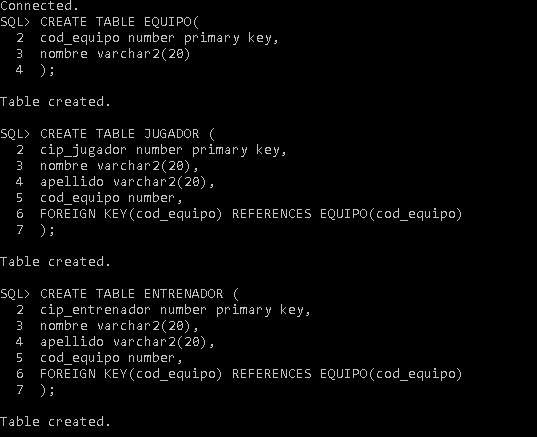 Connected.
SQL> CREATE TABLE EQUIPO(
2 cod_equipo number primary key,
3 nombre varchar2(20)
4 );
Table created.
SQL> CREATE TABLE JUGADOR (
2 cip_jugador number primary key,
3 nombre varchar2(20),
4 apellido varchar2(20),
5 cod_equipo number,
6 FOREIGN KEY(cod_equipo) REFERENCES EQUIPO(cod_equipo)
7 );
Table created.
SQL> CREATE TABLE ENTRENADOR (
2 cip_entrenador number primary key,
3 nombre varchar2(20),
4 apellido varchar2(20),
5 cod_equipo number,
6 FOREIGN KEY(cod_equipo) REFERENCES EQUIPO(cod_equipo)
7 );
Table created.